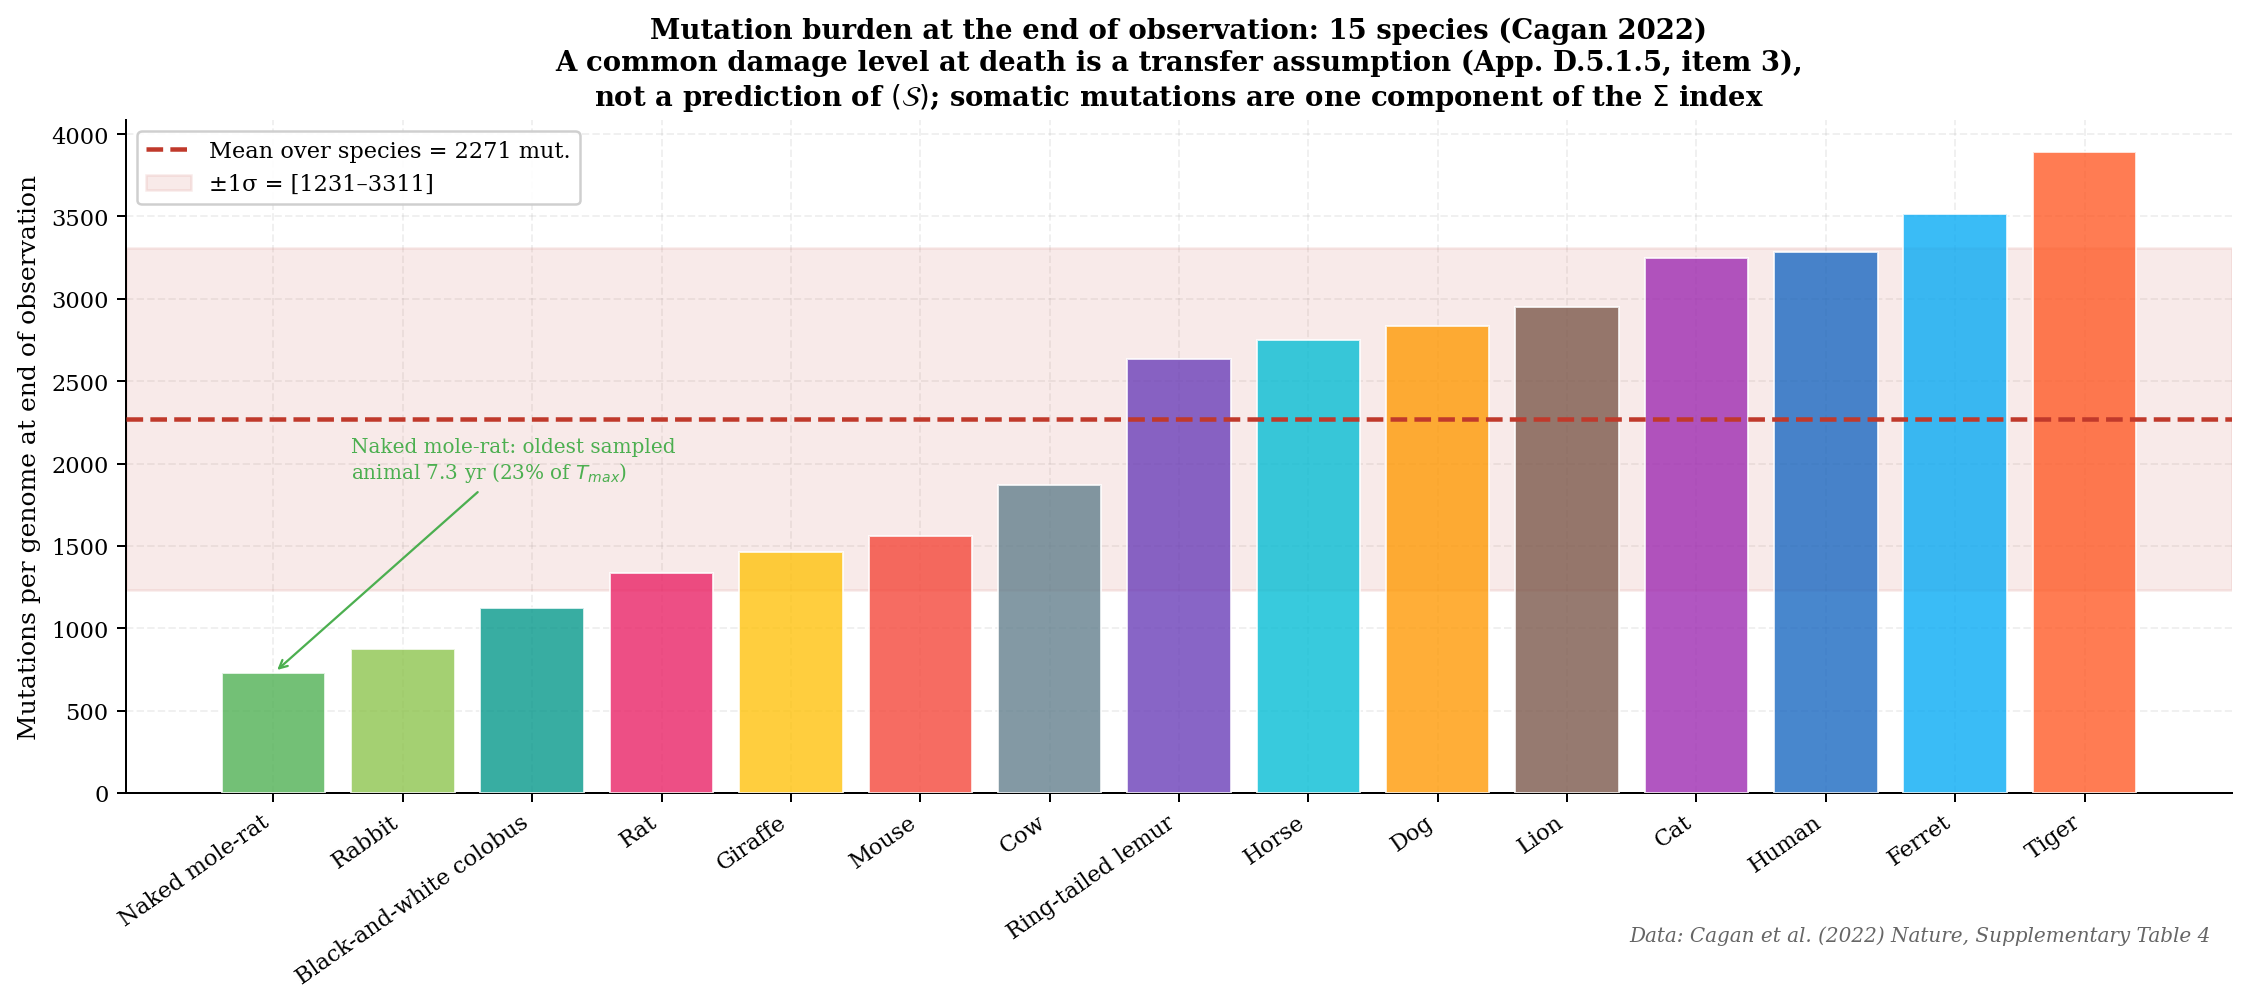 Mutation burden at the end of observation: 15 species (Cagan 2022)
A common damage level at death is a transfer assumption (App. D.5.1.5, item 3),
not a prediction of (𝒮); somatic mutations are one component of the Σ index
Mutations per genome at end of observation
4000
3500
3000
2500
2000
1500
1000
500
0
Mean over species = 2271 mut.
±1σ = [1231–3311]
Naked mole-rat: oldest sampled
animal 7.3 yr (23% of Tmax)
Naked mole-rat
Rabbit
Black-and-white colobus
Rat
Giraffe
Mouse
Cow
Ring-tailed lemur
Horse
Dog
Lion
Cat
Human
Ferret
Tiger
Data: Cagan et al. (2022) Nature, Supplementary Table 4